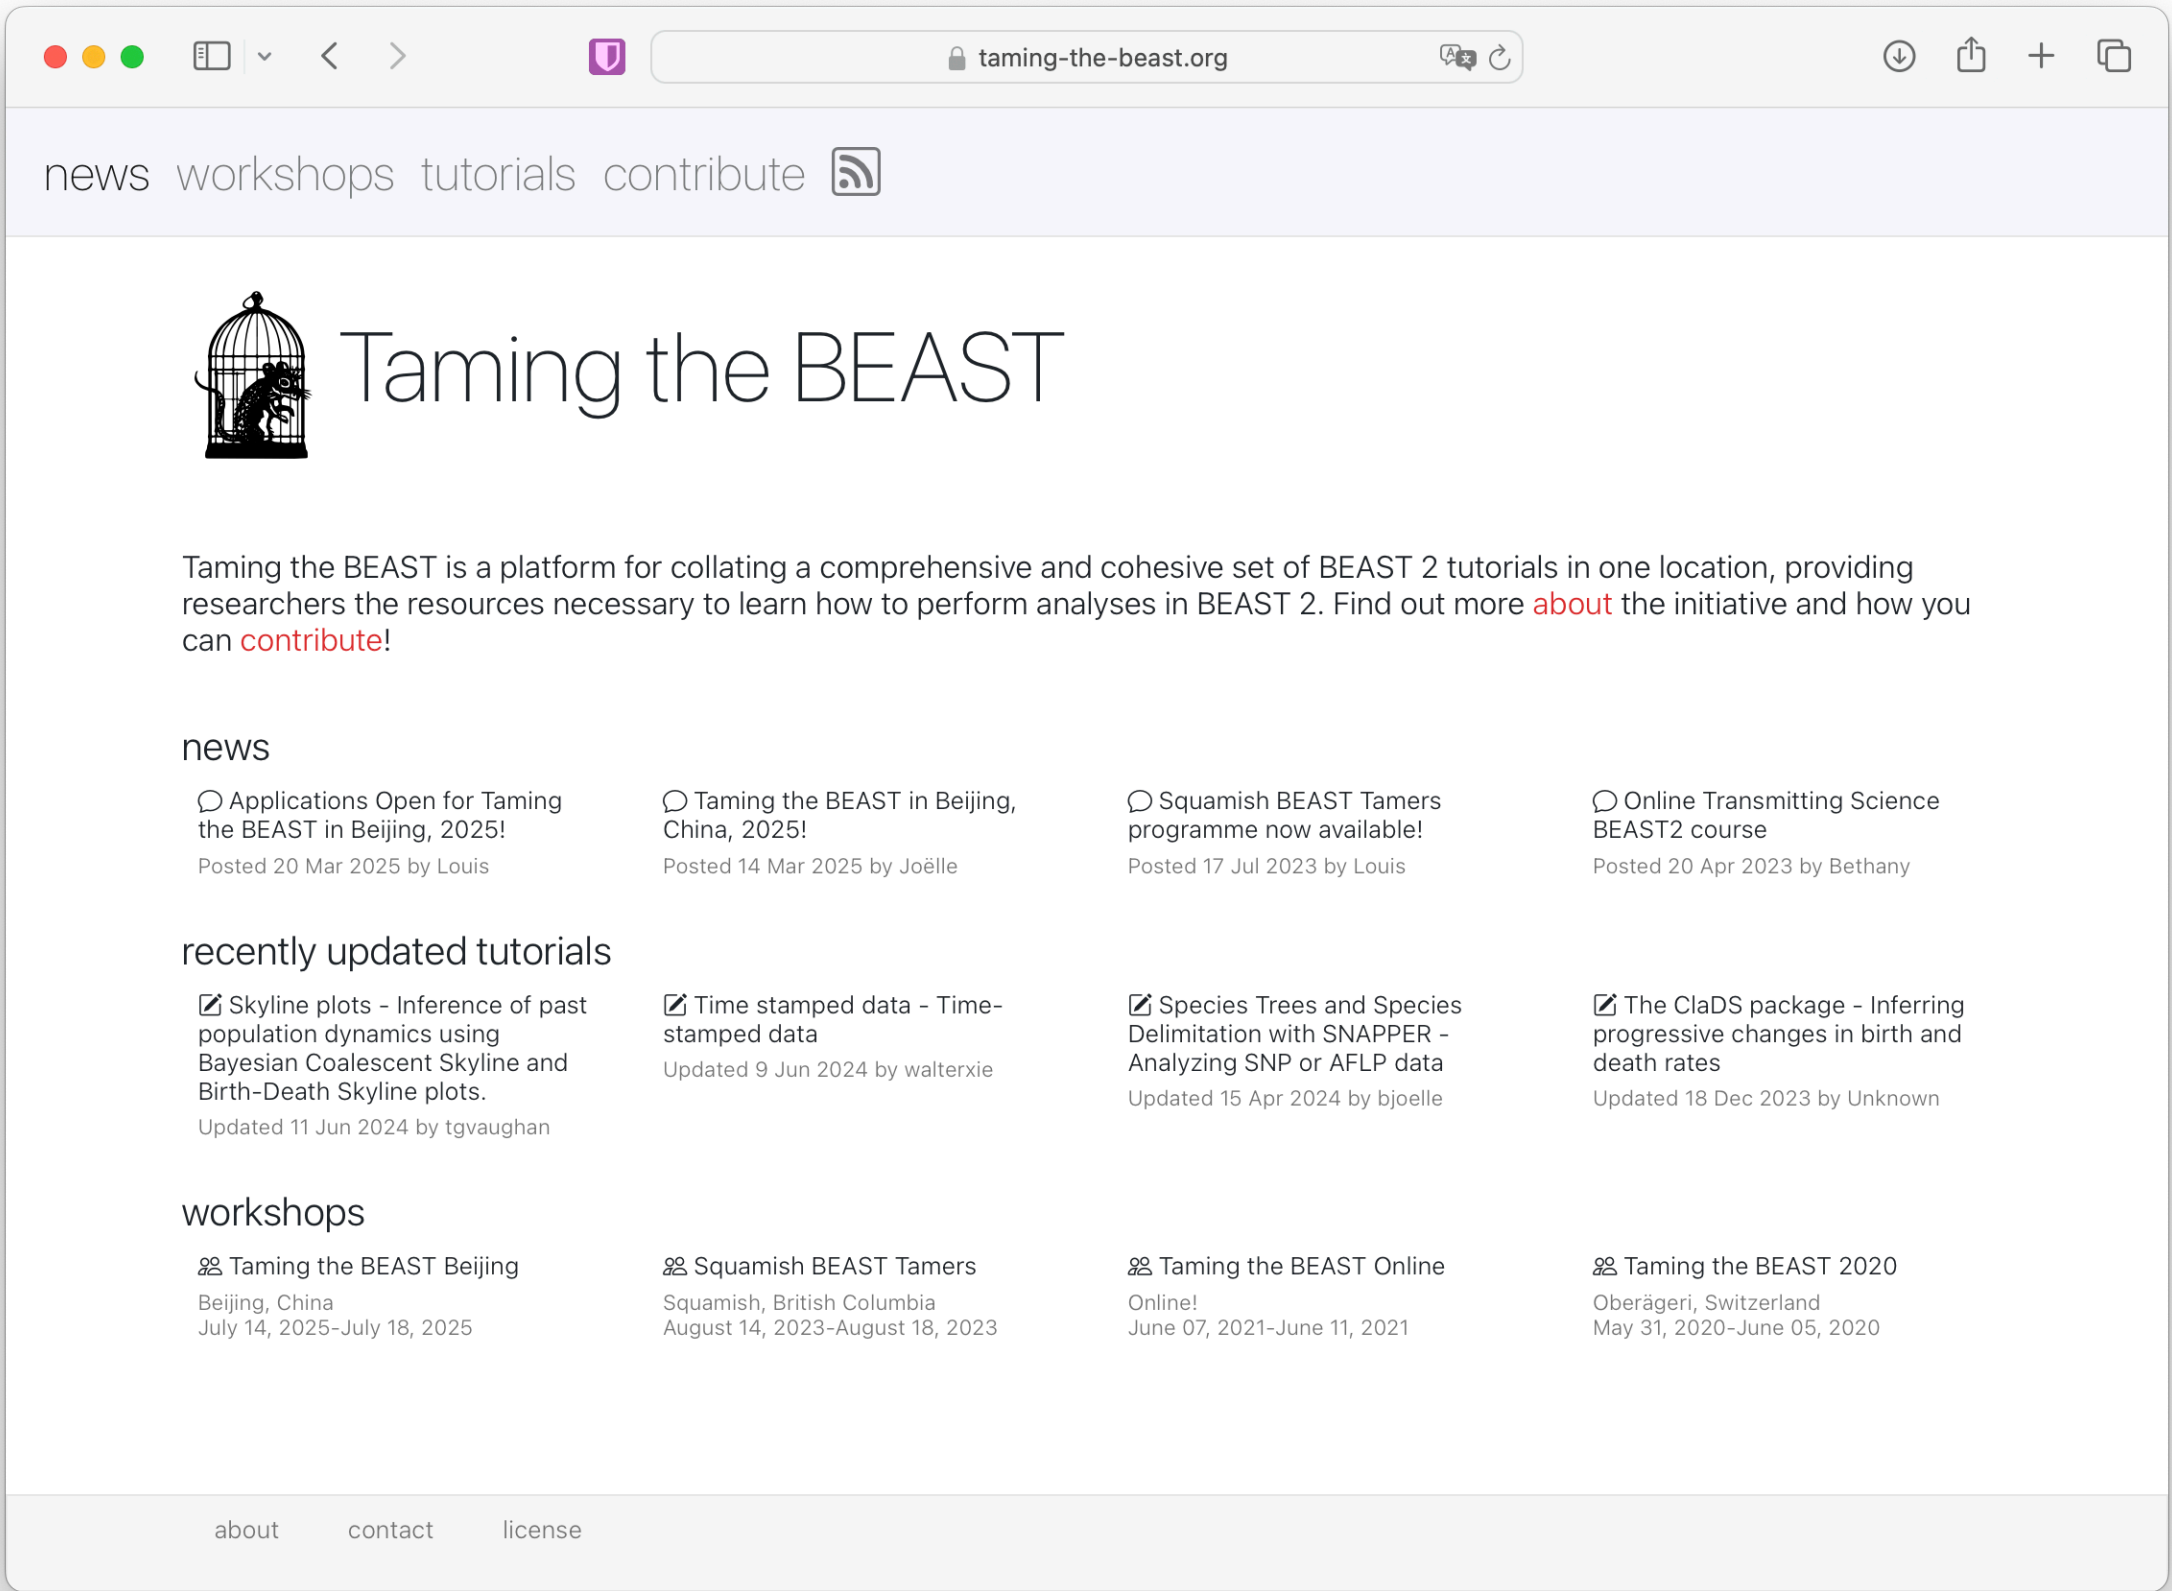 taming-the-beast.org
news workshops tutorials contribute
Taming the BEAST
Taming the BEAST is a platform for collating a comprehensive and cohesive set of BEAST 2 tutorials in one location, providing
researchers the resources necessary to learn how to perform analyses in BEAST 2. Find out more about the initiative and how you
can contribute!
news
Applications Open for Taming
the BEAST in Beijing, 2025!
Posted 20 Mar 2025 by Louis
Taming the BEAST in Beijing,
China, 2025!
Posted 14 Mar 2025 by Joëlle
Squamish BEAST Tamers
programme now available!
Posted 17 Jul 2023 by Louis
Online Transmitting Science
BEAST2 course
Posted 20 Apr 2023 by Bethany
recently updated tutorials
Skyline plots - Inference of past
population dynamics using
Bayesian Coalescent Skyline and
Birth-Death Skyline plots.
Updated 11 Jun 2024 by tgvaughan
Time stamped data - Time-
stamped data
Updated 9 Jun 2024 by walterxie
Species Trees and Species
Delimitation with SNAPPER -
Analyzing SNP or AFLP data
Updated 15 Apr 2024 by bjoelle
The ClaDS package - Inferring
progressive changes in birth and
death rates
Updated 18 Dec 2023 by Unknown
workshops
Taming the BEAST Beijing
Beijing, China
July 14, 2025-July 18, 2025
Squamish BEAST Tamers
Squamish, British Columbia
August 14, 2023-August 18, 2023
Taming the BEAST Online
Online!
June 07, 2021-June 11, 2021
Taming the BEAST 2020
Oberägeri, Switzerland
May 31, 2020-June 05, 2020
about contact license